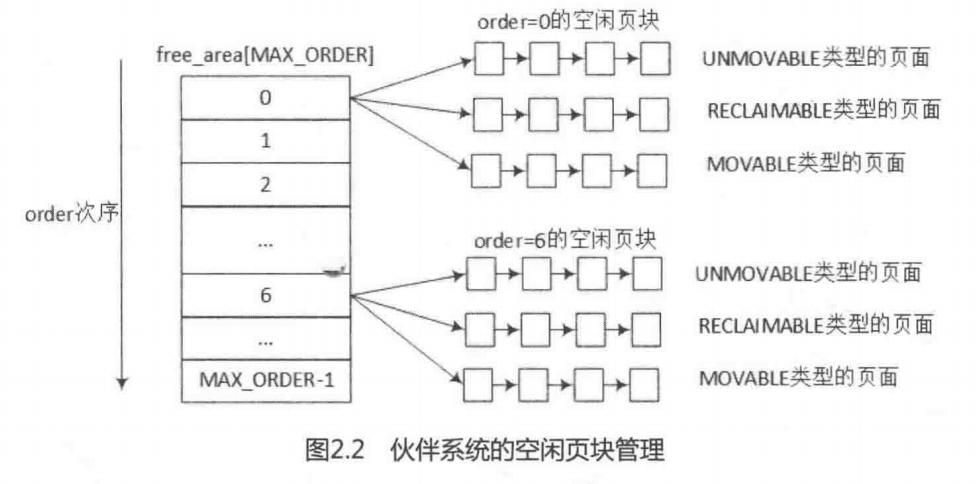 order=0的空闲页块
free_area[MAX_ORDER]
UNMOVABLE类型的页面
0
RECLAIMABLE类型的页面
1
MOVABLE类型的页面
2
order次序
...
order=6的空闲页块
UNMOVABLE类型的页面
6
RECLAIMABLE类型的页面
...
MAX_ORDER-1
MOVABLE类型的页面
图2.2 伙伴系统的空闲页块管理